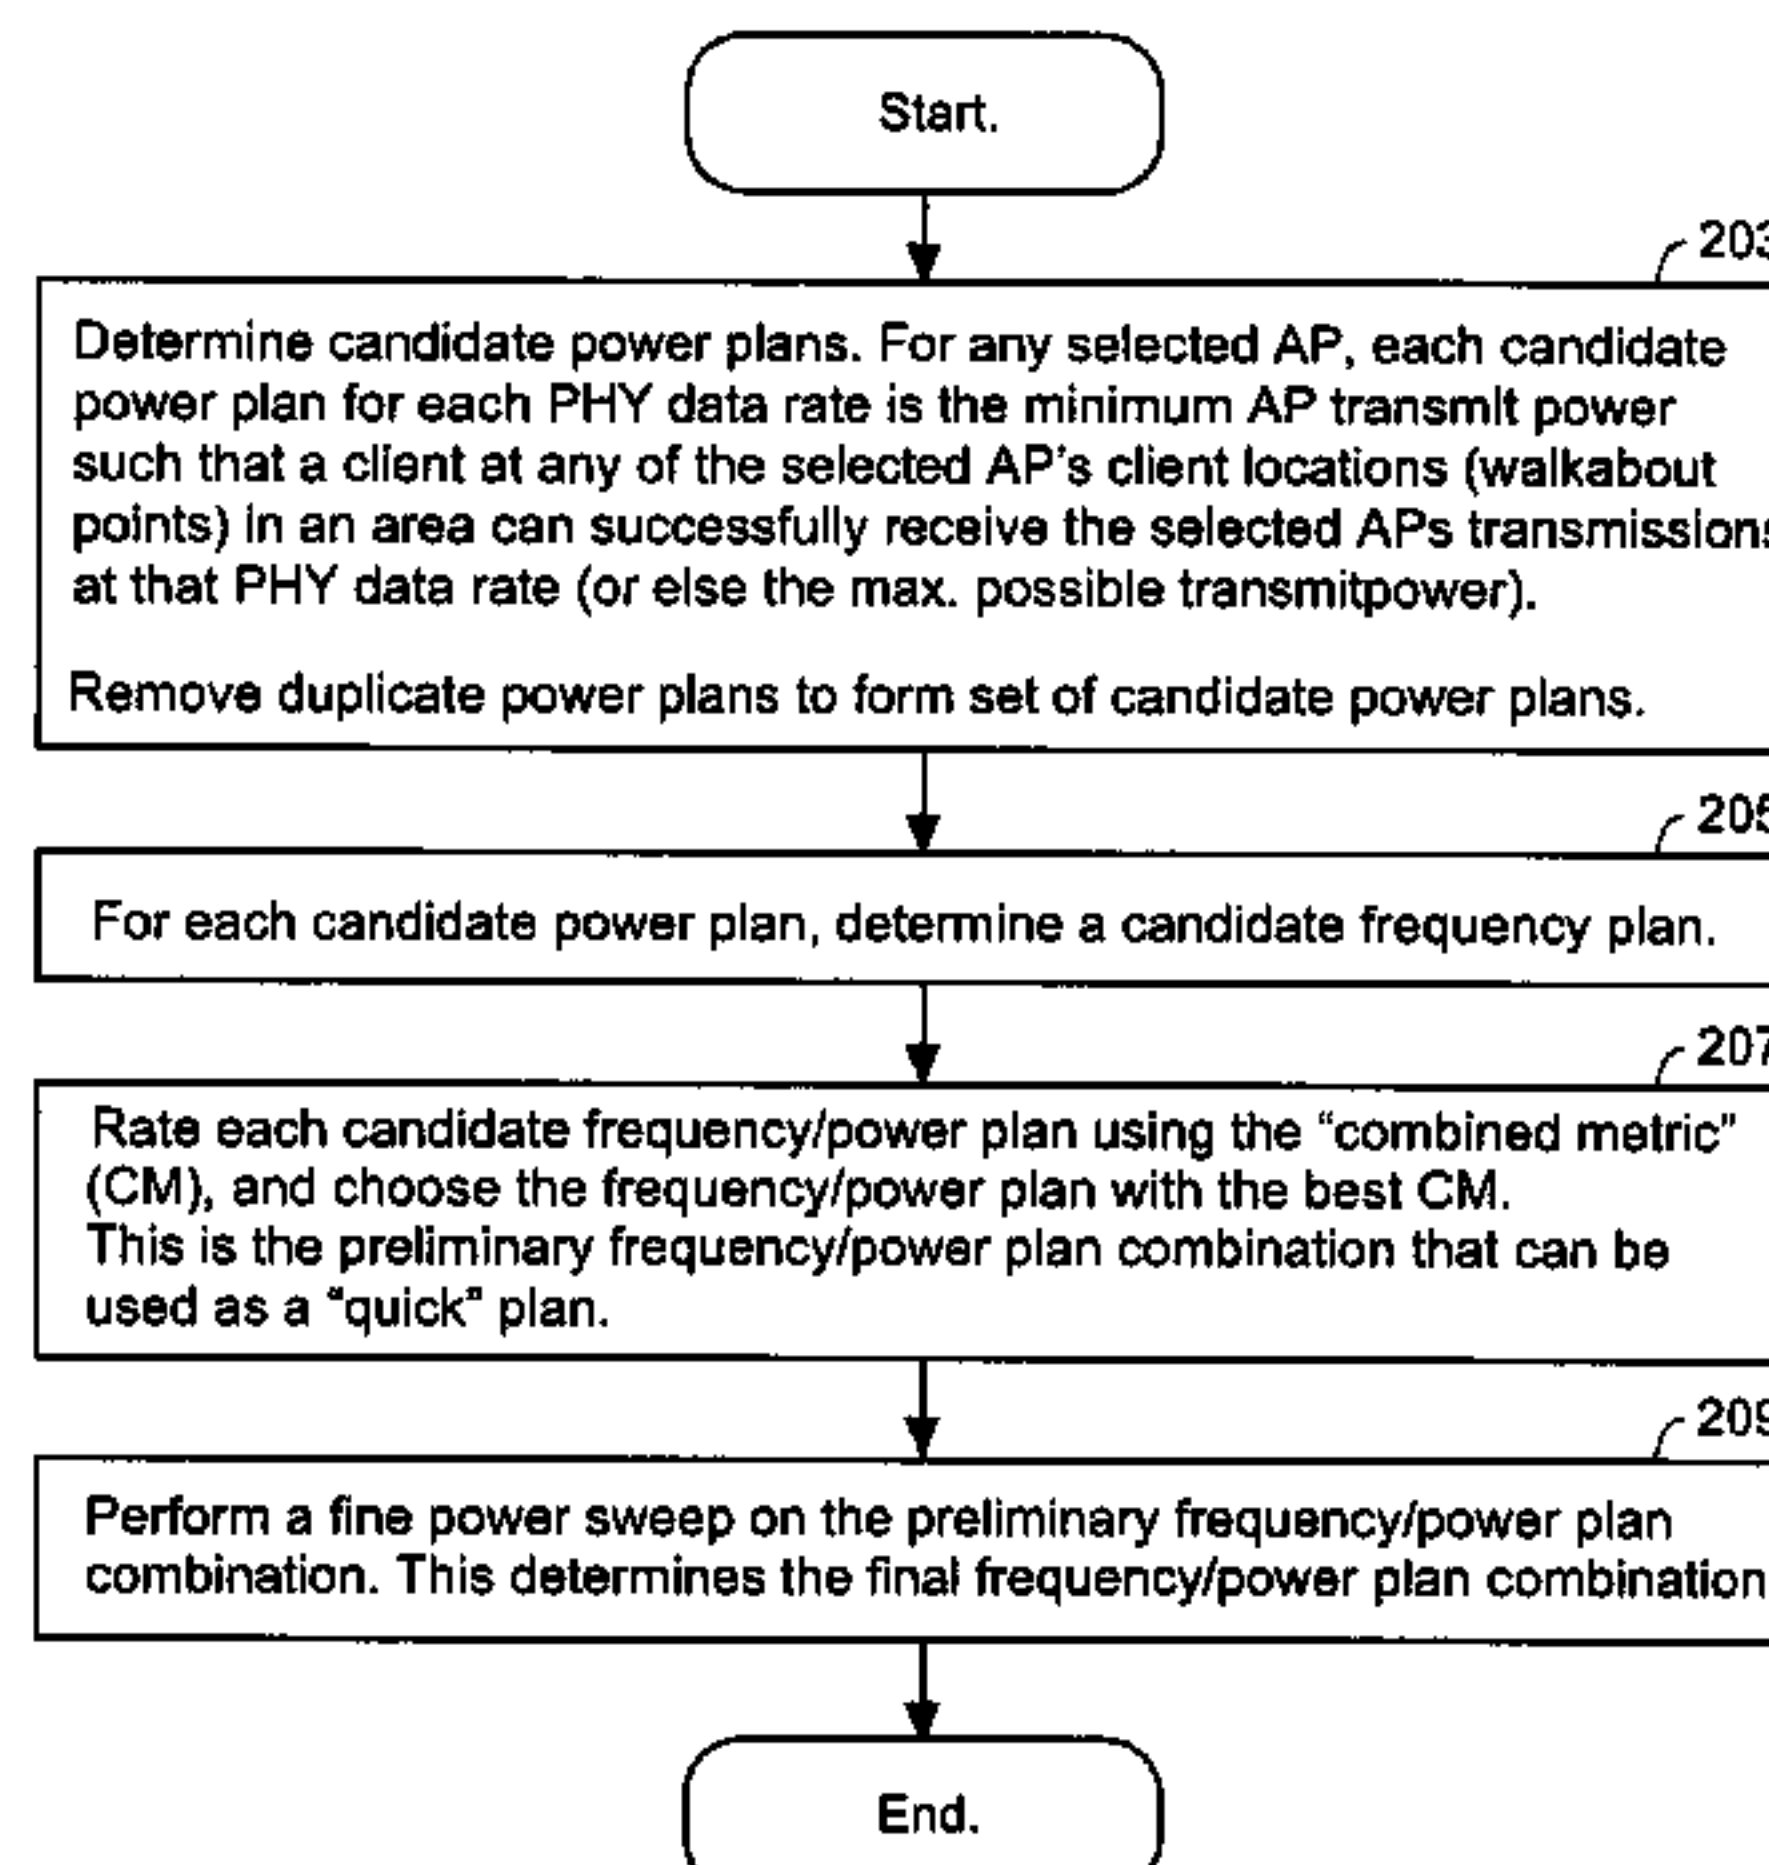 Start.
203
Determine candidate power plans. For any selected AP, each candidate
power plan for each PHY data rate is the minimum AP transmit power
such that a client at any of the selected AP's client locations (walkabout
points) in an area can successfully receive the selected APs transmissions
at that PHY data rate (or else the max. possible transmitpower).
Remove duplicate power plans to form set of candidate power plans.
205
For each candidate power plan, determine a candidate frequency plan.
207
Rate each candidate frequency/power plan using the “combined metric”
(CM), and choose the frequency/power plan with the best CM.
This is the preliminary frequency/power plan combination that can be
used as a “quick” plan.
209
Perform a fine power sweep on the preliminary frequency/power plan
combination. This determines the final frequency/power plan combination
End.